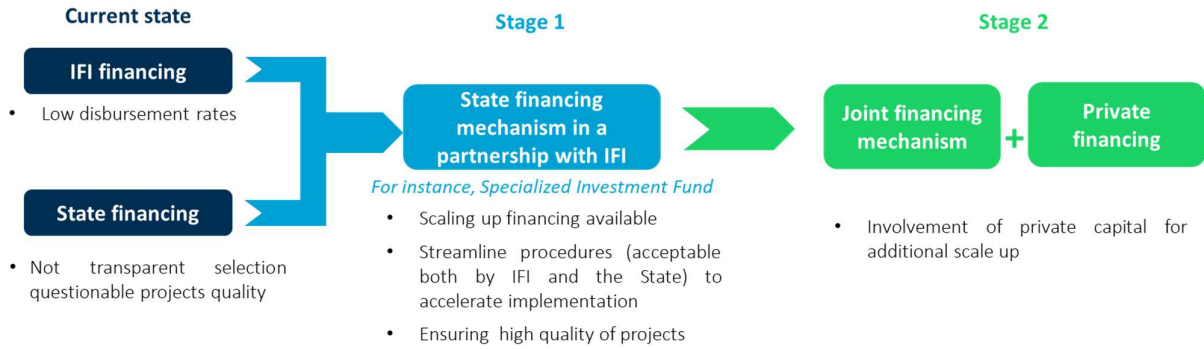 Current state
IFI financing
• Low disbursement rates
State financing
• Not transparent selection
questionable projects quality
Stage 1
State financing
mechanism in a
partnership with IFI
For instance, Specialized Investment Fund
• Scaling up financing available
• Streamline procedures (acceptable
both by IFI and the State) to
accelerate implementation
• Ensuring high quality of projects
Stage 2
Joint financing
mechanism
+
Private
financing
• Involvement of private capital for
additional scale up